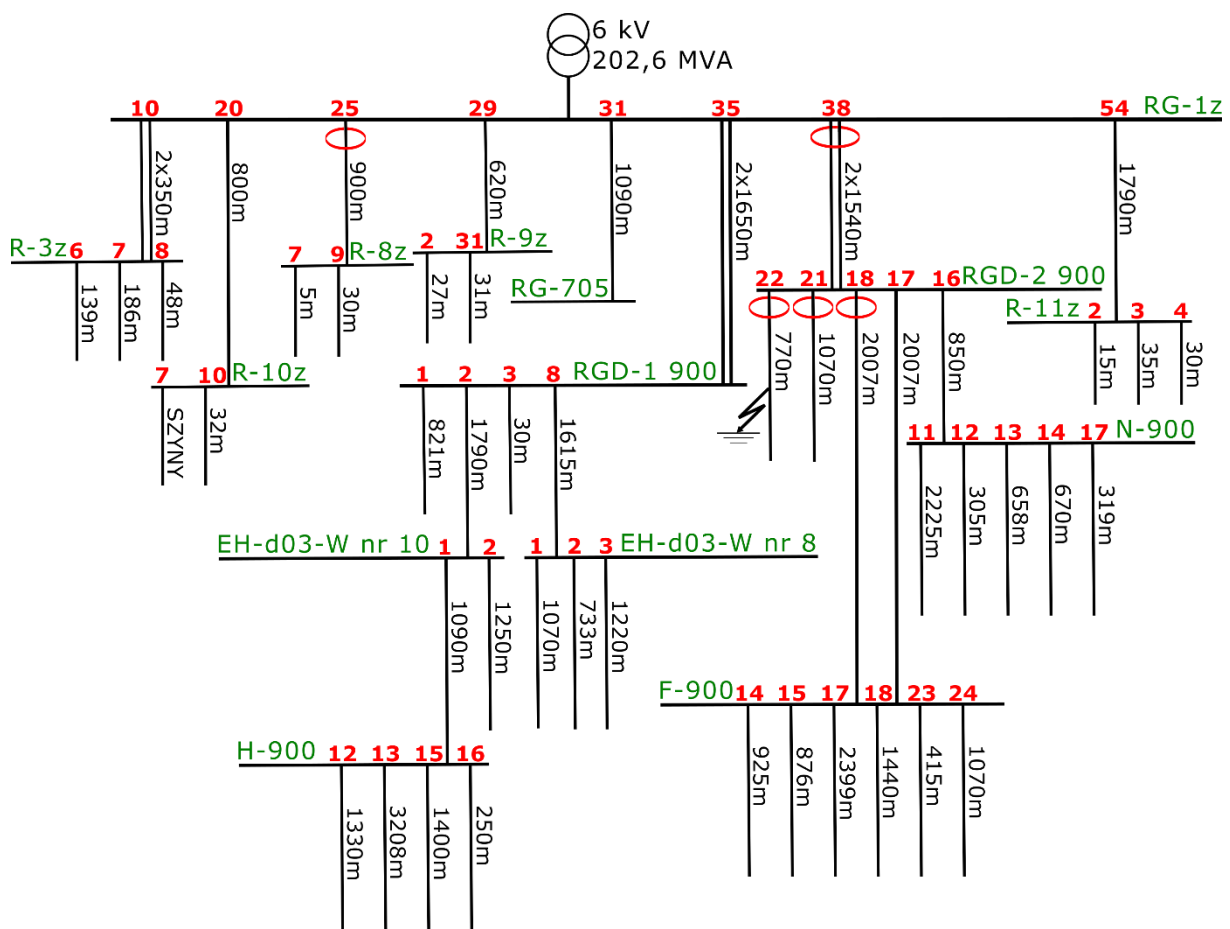 6 kV
202,6 MVA
10 20 25 29 31 35 38 54 RG-1z
2x350m
800m
900m
620m
1090m
2x1650m
2x1540m
1790m
R-3z 6 7 8
139m
186m
48m
7 9 R-8z
5m
30m
2 31 R-9z
27m
31m
RG-705
22 21 18 17 16 RGD-2 900
770m
1070m
2007m
2007m
850m
R-11z 2 3 4
15m
35m
30m
7 10 R-10z
SZYNY
32m
1 2 3 8 RGD-1 900
821m
1790m
30m
1615m
11 12 13 14 17 N-900
2225m
305m
658m
670m
319m
EH-d03-W nr 10 1 2
1090m
1250m
1 2 3 EH-d03-W nr 8
1070m
733m
1220m
F-900 14 15 17 18 23 24
925m
876m
2399m
1440m
415m
1070m
H-900 12 13 15 16
1330m
3208m
1400m
250m